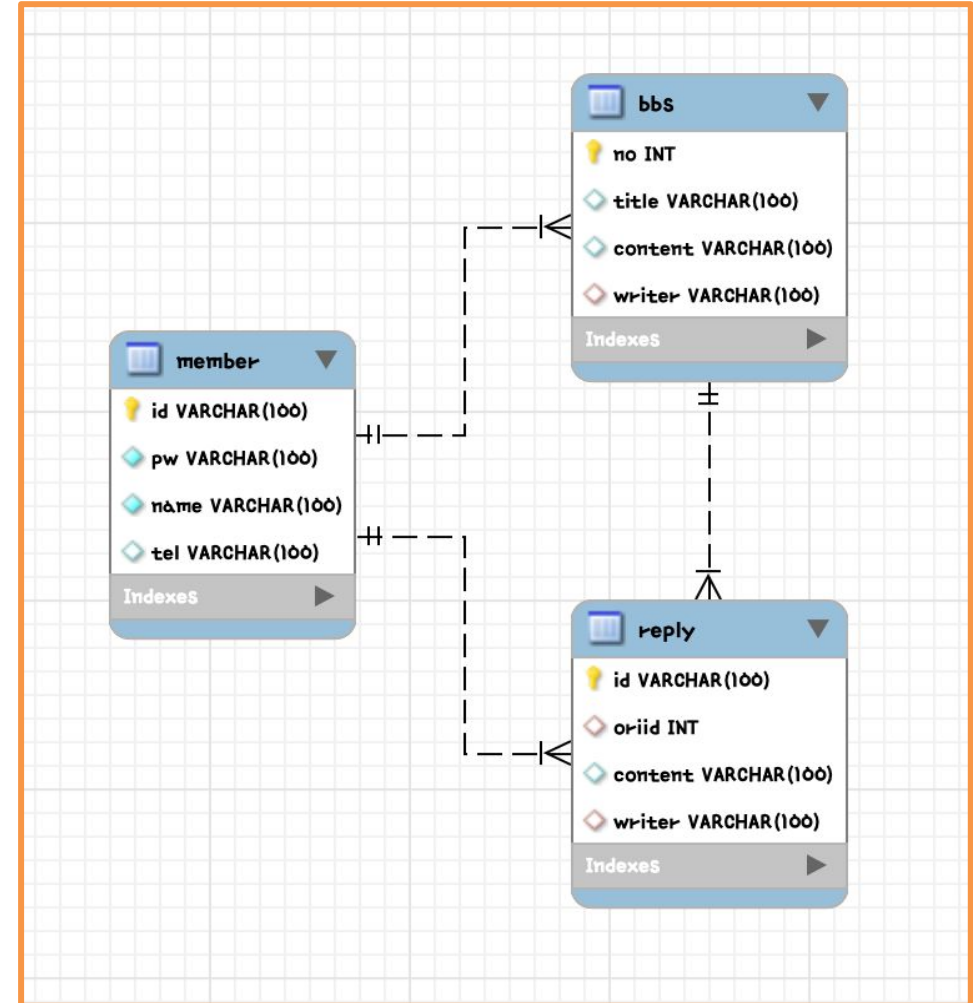 bbs
no INT
title VARCHAR(100)
content VARCHAR(100)
writer VARCHAR(100)
Indexes
member
id VARCHAR(100)
pw VARCHAR(100)
name VARCHAR(100)
tel VARCHAR(100)
Indexes
reply
id VARCHAR(100)
oriid INT
content VARCHAR(100)
writer VARCHAR(100)
Indexes